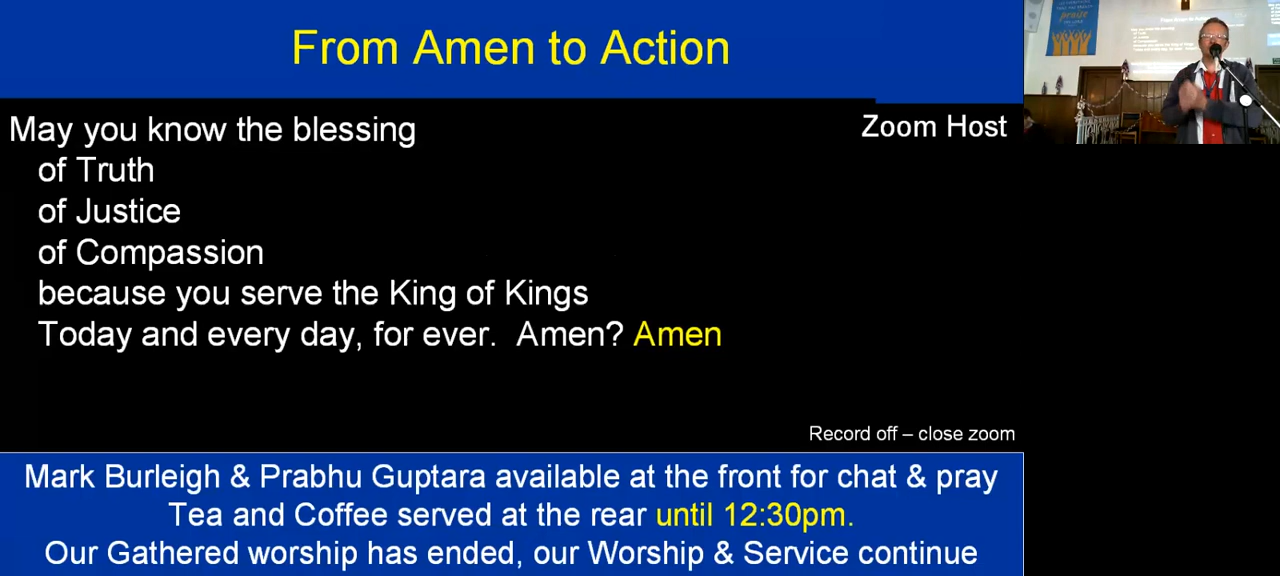 From Amen to Action
May you know the blessing
of Truth
of Justice
of Compassion
because you serve the King of Kings
Today and every day, for ever.  Amen? Amen
Zoom Host
Record off – close zoom
Mark Burleigh & Prabhu Guptara available at the front for chat & pray
Tea and Coffee served at the rear until 12:30pm.
Our Gathered worship has ended, our Worship & Service continue
praise